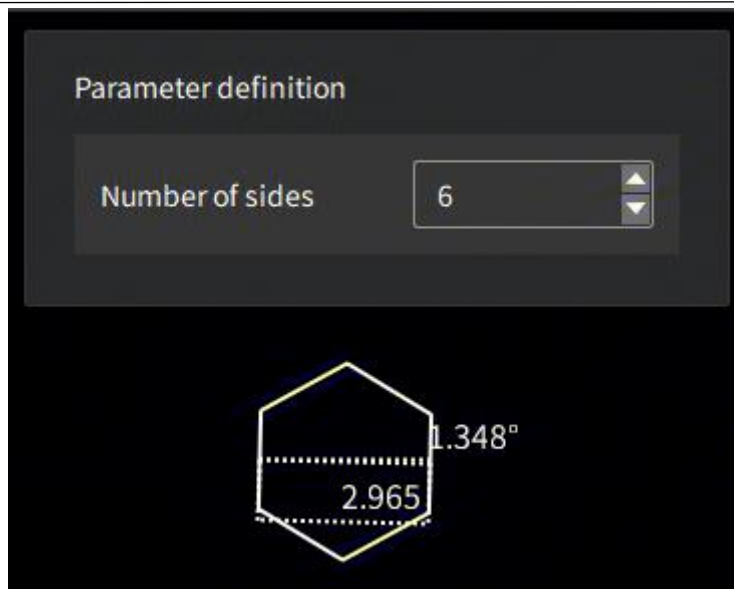 Parameter definition
Number of sides 6
1.348°
2.965